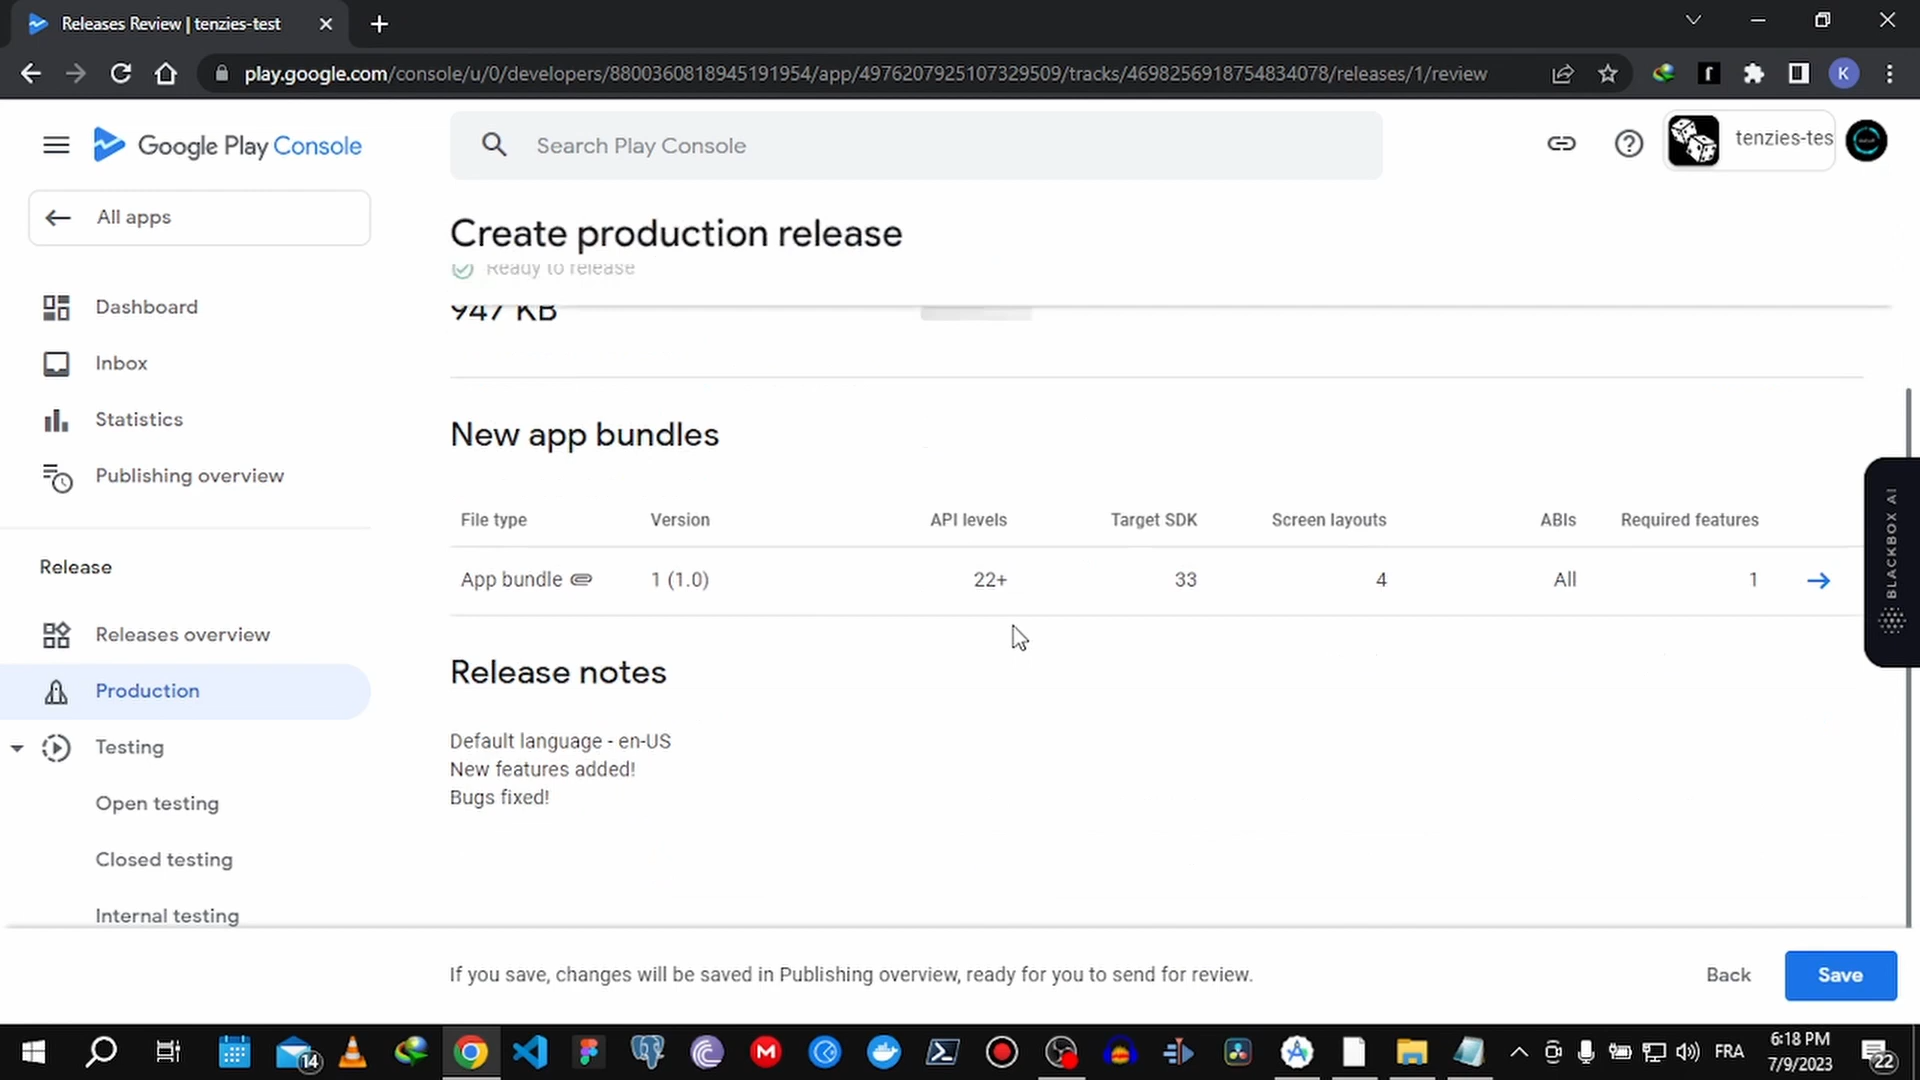 Releases Review | tenzies-test
play.google.com/console/u/0/developers/8800360818945191954/app/4976207925107329509/tracks/4698256918754834078/releases/1/review
K
Google Play Console
Search Play Console
tenzies-tes
All apps
Create production release
Ready to release
947 KB
Dashboard
Inbox
Statistics
Publishing overview
New app bundles
File type Version API levels Target SDK Screen layouts ABIs Required features
App bundle 1 (1.0) 22+ 33 4 All 1
BLACKBOX AI
Release
Releases overview
Production
Testing
Open testing
Closed testing
Internal testing
Release notes
Default language - en-US
New features added!
Bugs fixed!
If you save, changes will be saved in Publishing overview, ready for you to send for review.
Back
Save
14
FRA
6:18 PM
7/9/2023
22